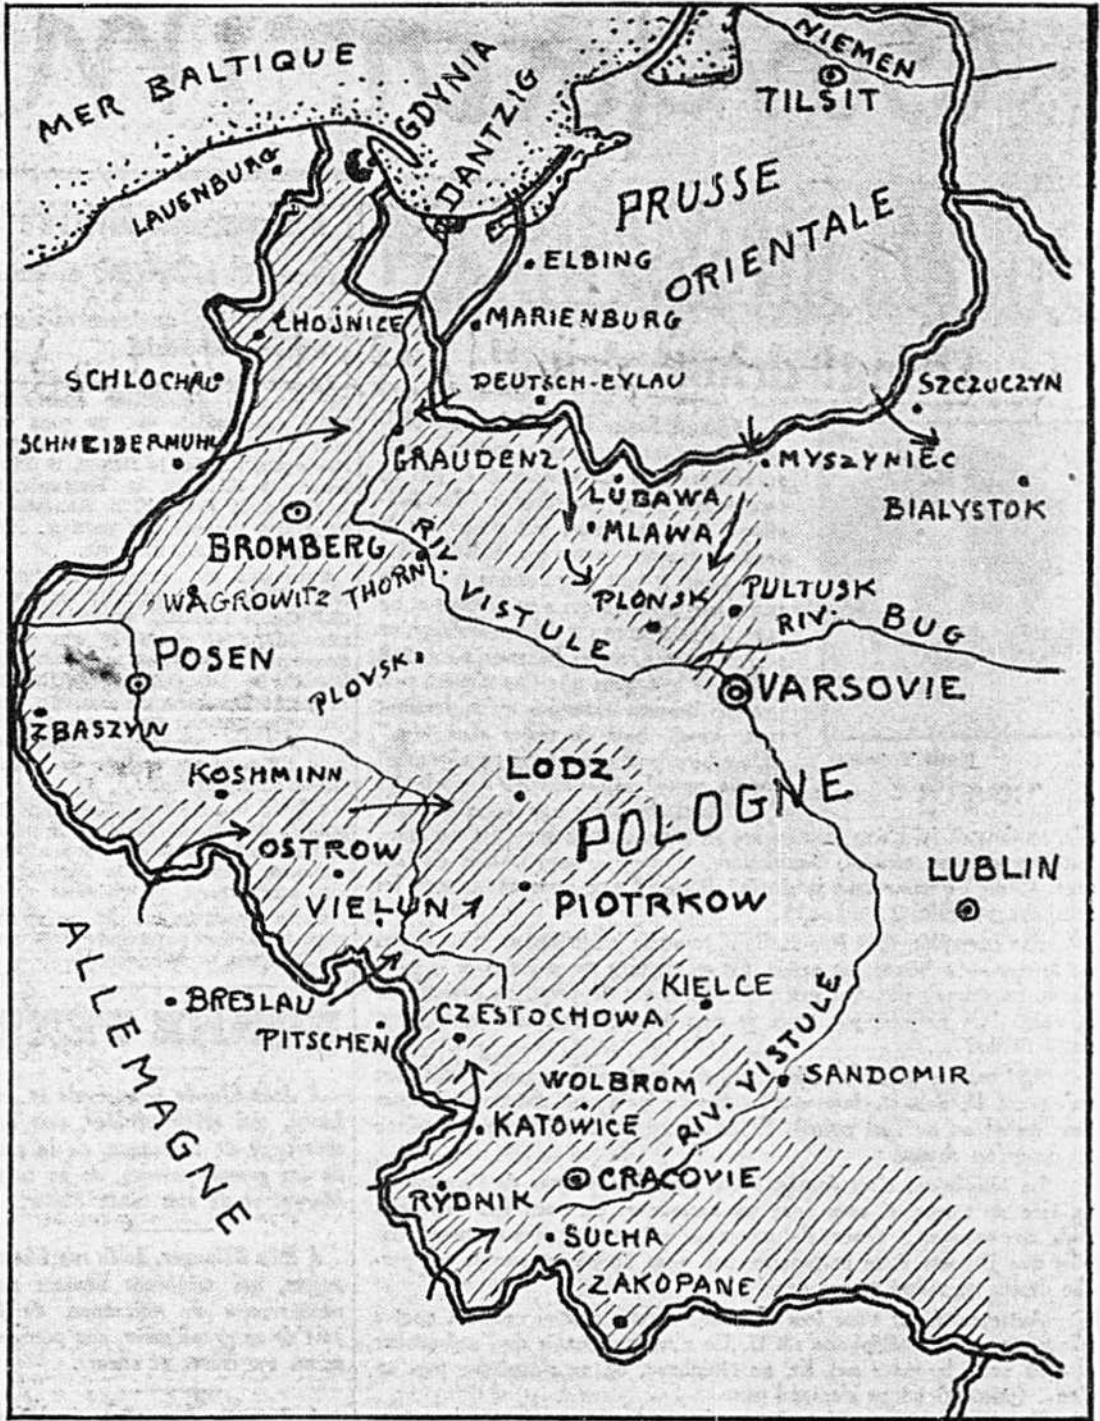 MER BALTIQUE
GDYNIA
DANTZIG
NIEMEN
TILSIT
LAUENBURG
PRUSSE
ORIENTALE
ELBING
MARIENBURG
CHOJNICE
SCHLOCHAU
DEUTSCH-EYLAU
SZCZUCZYN
SCHNEIBERMUHL
GRAUDENZ
MYSZYNIEC
LUBAWA
BIALYSTOK
MLAWA
BROMBERG
RIV. VISTULE
WAGROWITZ
THORN
PLONSK
PULTUSK
RIV. BUG
POSEN
PLOVSK
VARSOVIE
ZBASZYN
KOSHMINN
LODZ
POLOGNE
OSTROW
LUBLIN
VIELUN
PIOTRKOW
ALLEMAGNE
BRESLAU
KIELCE
PITSCHEN
CZESTOCHOWA
WOLBROM
RIV. VISTULE
SANDOMIR
KATOWICE
CRACOVIE
RYDNIK
SUCHA
ZAKOPANE